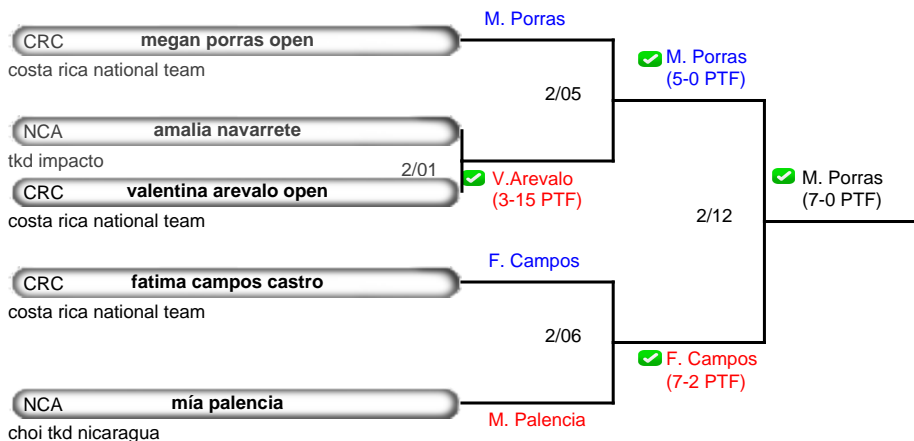 M. Porras
CRC megan porras open
costa rica national team
M. Porras
(5-0 PTF)
2/05
NCA amalia navarrete
tkd impacto
2/01
V.Arevalo
(3-15 PTF)
CRC valentina arevalo open
costa rica national team
M. Porras
(7-0 PTF)
2/12
F. Campos
CRC fatima campos castro
costa rica national team
2/06
F. Campos
(7-2 PTF)
NCA mía palencia
choi tkd nicaragua
M. Palencia